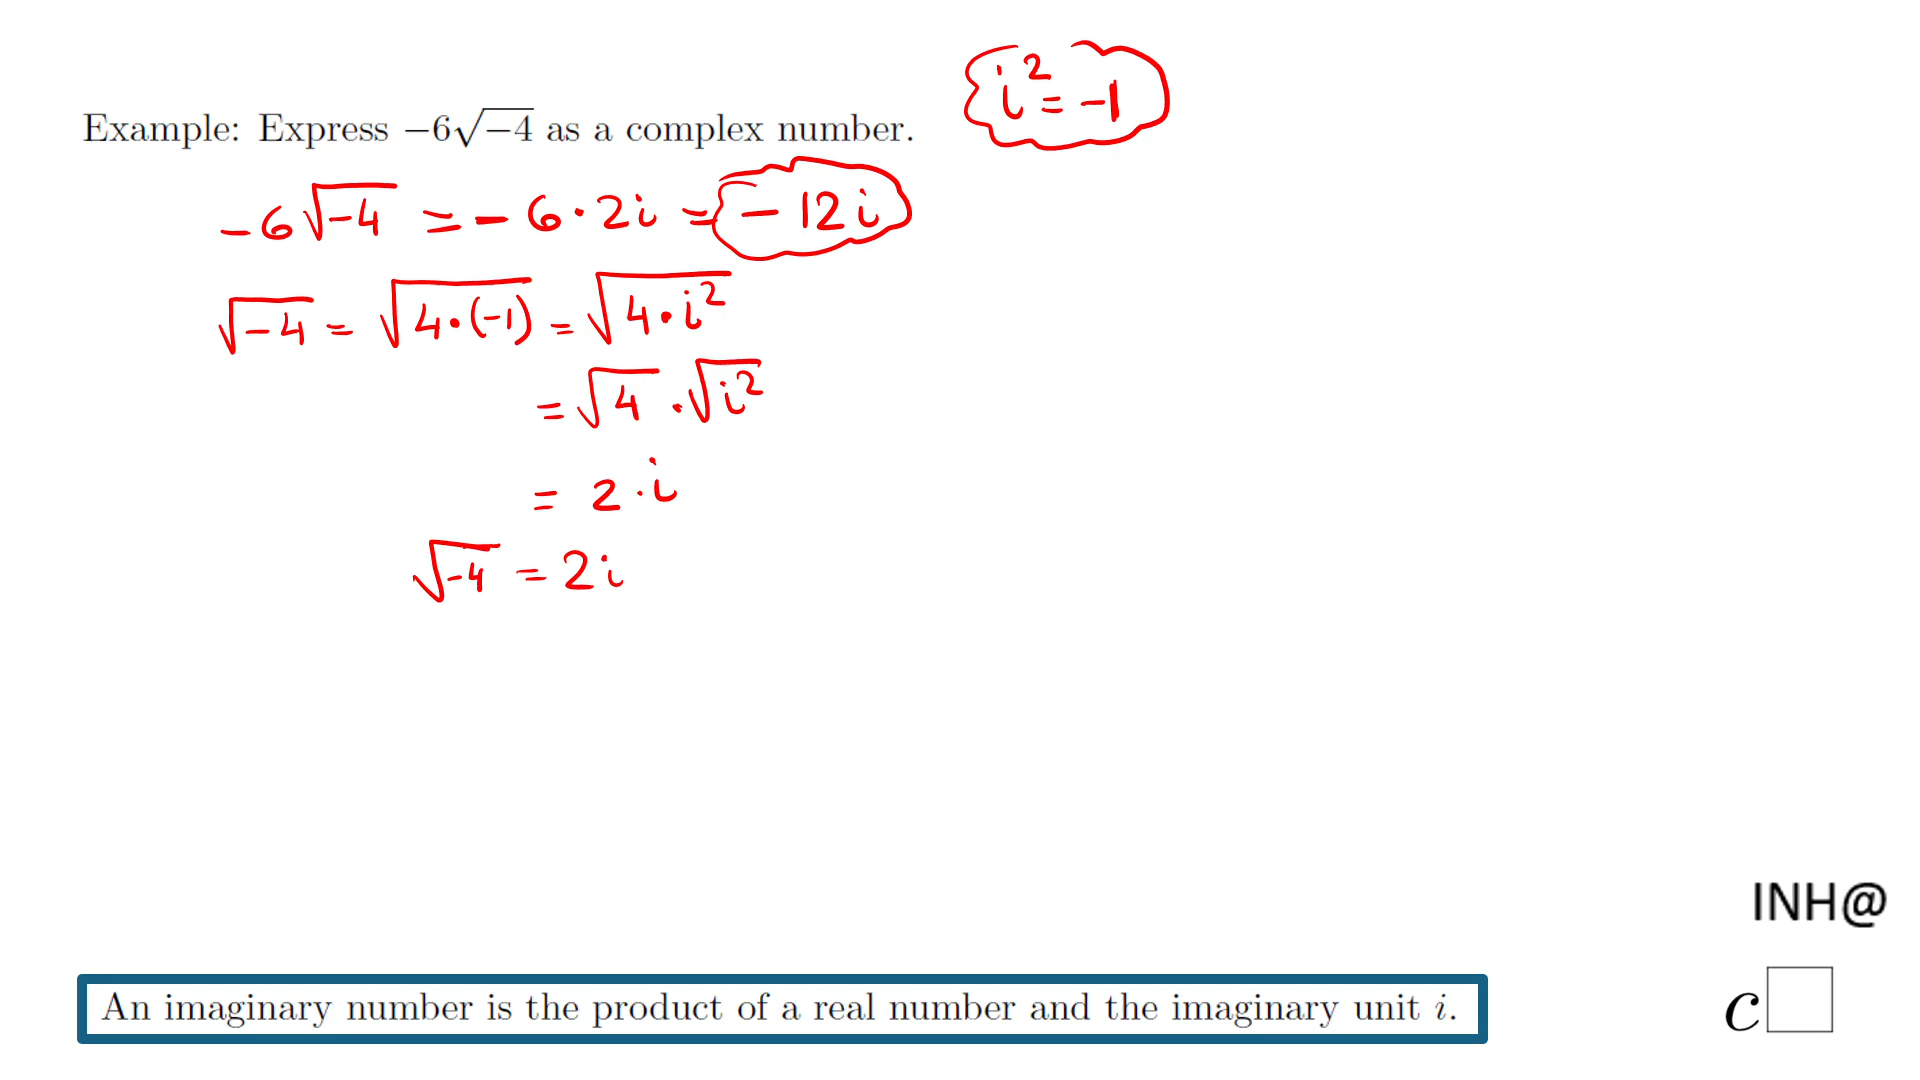 i² = -1
Example: Express −6√−4 as a complex number.
-6√-4 = - 6 · 2i = - 12i
√-4 = √4·(-1) = √4·i²
= √4 · √i²
= 2 · i
√-4 = 2i
INH@
c□
An imaginary number is the product of a real number and the imaginary unit i.